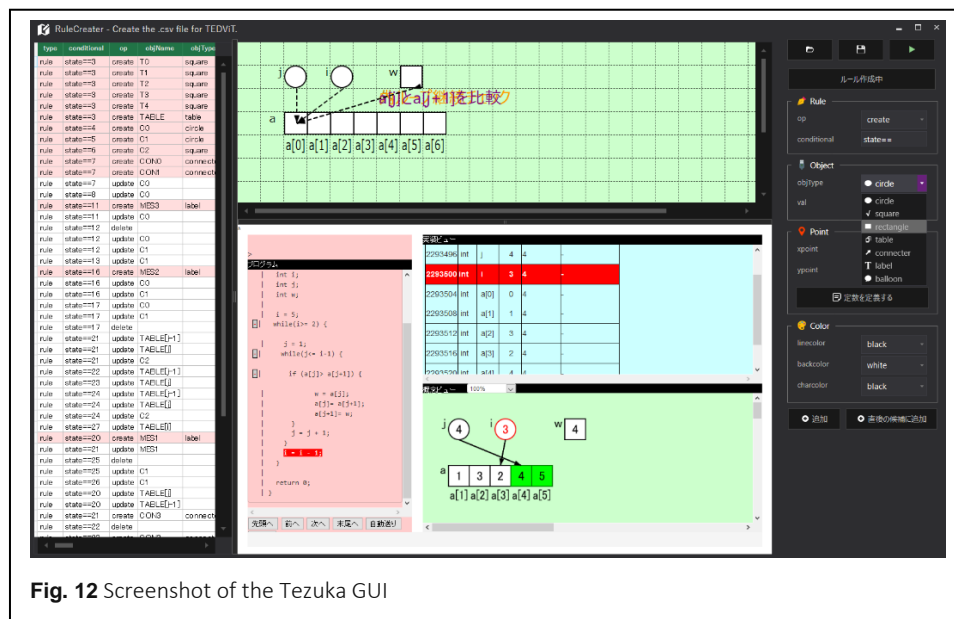 RuleCreater - Create the .csv file for TEDViT.
type conditional op objName objType
rule state==3 create T0 square
rule state==3 create T1 square
rule state==3 create T2 square
rule state==3 create T3 square
rule state==3 create T4 square
rule state==3 create TABLE table
rule state==4 create C0 circle
rule state==5 create C1 circle
rule state==6 create C2 square
rule state==7 create CON0 connect
rule state==7 create CON1 connect
rule state==7 update C0
rule state==8 update C0
rule state==11 create MES3 label
rule state==11 update C0
rule state==12 delete
rule state==12 update C0
rule state==12 update C1
rule state==13 update C1
rule state==16 create MES2 label
rule state==16 update C0
rule state==16 update C1
rule state==17 update C0
rule state==17 update C1
rule state==17 delete
rule state==21 update TABLE[j-1]
rule state==21 update TABLE[j]
rule state==21 update C2
rule state==22 update TABLE[j-1]
rule state==23 update TABLE[j]
rule state==24 update TABLE[j-1]
rule state==24 update TABLE[j]
rule state==24 update C2
rule state==27 update TABLE[i]
rule state==20 create MES1 label
rule state==21 update MES1
rule state==25 delete
rule state==25 update C1
rule state==26 update C1
rule state==20 update TABLE[j]
rule state==20 update TABLE[j-1]
rule state==21 create CON3 connect
rule state==22 delete
j i w
a[j]とa[j+1]を比較
a
a[0] a[1] a[2] a[3] a[4] a[5] a[6]
>
プログラム
int i;
int j;
int w;
i = 5;
while(i>= 2) {
j = 1;
while(j<= i-1) {
if (a[j]> a[j+1]) {
w = a[j];
a[j]= a[j+1];
a[j+1]= w;
}
j = j + 1;
}
i = i - 1;
}
return 0;
}
先頭へ 前へ 次へ 末尾へ 自動送り
2293496 int j 4 4 -
2293500 int i 3 4 -
2293504 int a[0] 0 4 -
2293508 int a[1] 1 4 -
2293512 int a[2] 3 4 -
2293516 int a[3] 2 4 -
2293520 int a[4] 4 4 -
100%
j 4 i 3 w 4
a 1 3 2 4 5
a[1] a[2] a[3] a[4] a[5]
ルール作成中
Rule
op create
conditional state==
Object
objType circle
val circle
square
rectangle
Point
xpoint table
connecter
ypoint label
balloon
定数を定義する
Color
linecolor black
backcolor white
charcolor black
追加 直後の候補に追加
Fig. 12 Screenshot of the Tezuka GUI